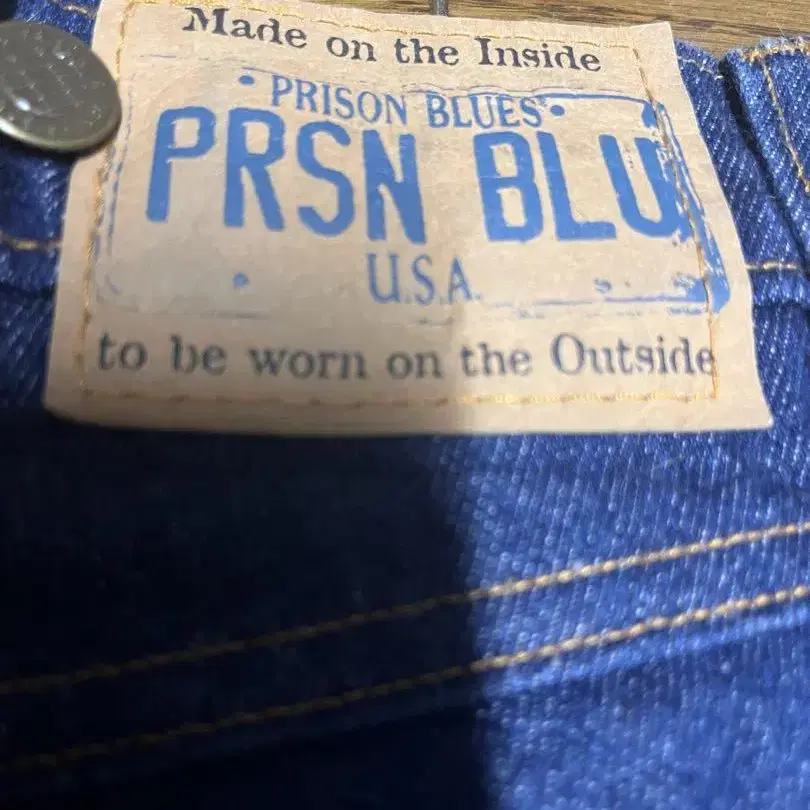 Made on the Inside
• PRISON BLUES •
PRSN BLU
U.S.A.
to be worn on the Outside